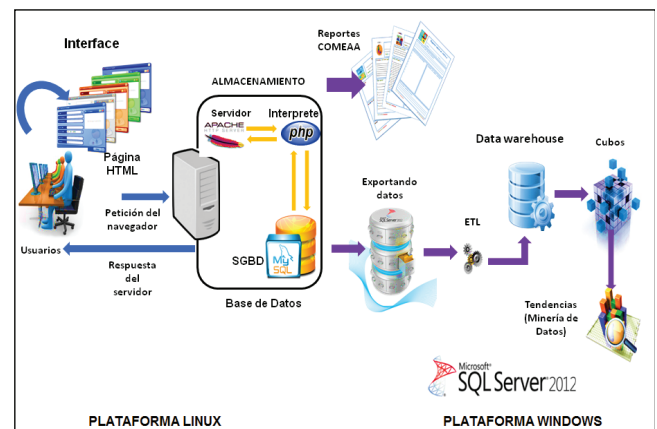 Interface
Página
HTML
Usuarios
Petición del
navegador
Respuesta
del
servidor
ALMACENAMIENTO
Servidor
Interprete
APACHE
HTTP SERVER
php
SGBD
MySQL
Base de Datos
Reportes
COMEAA
Exportando
datos
ETL
Data warehouse
Cubos
Tendencias
(Minería de
Datos)
Microsoft
SQL Server 2012
PLATAFORMA LINUX
PLATAFORMA WINDOWS